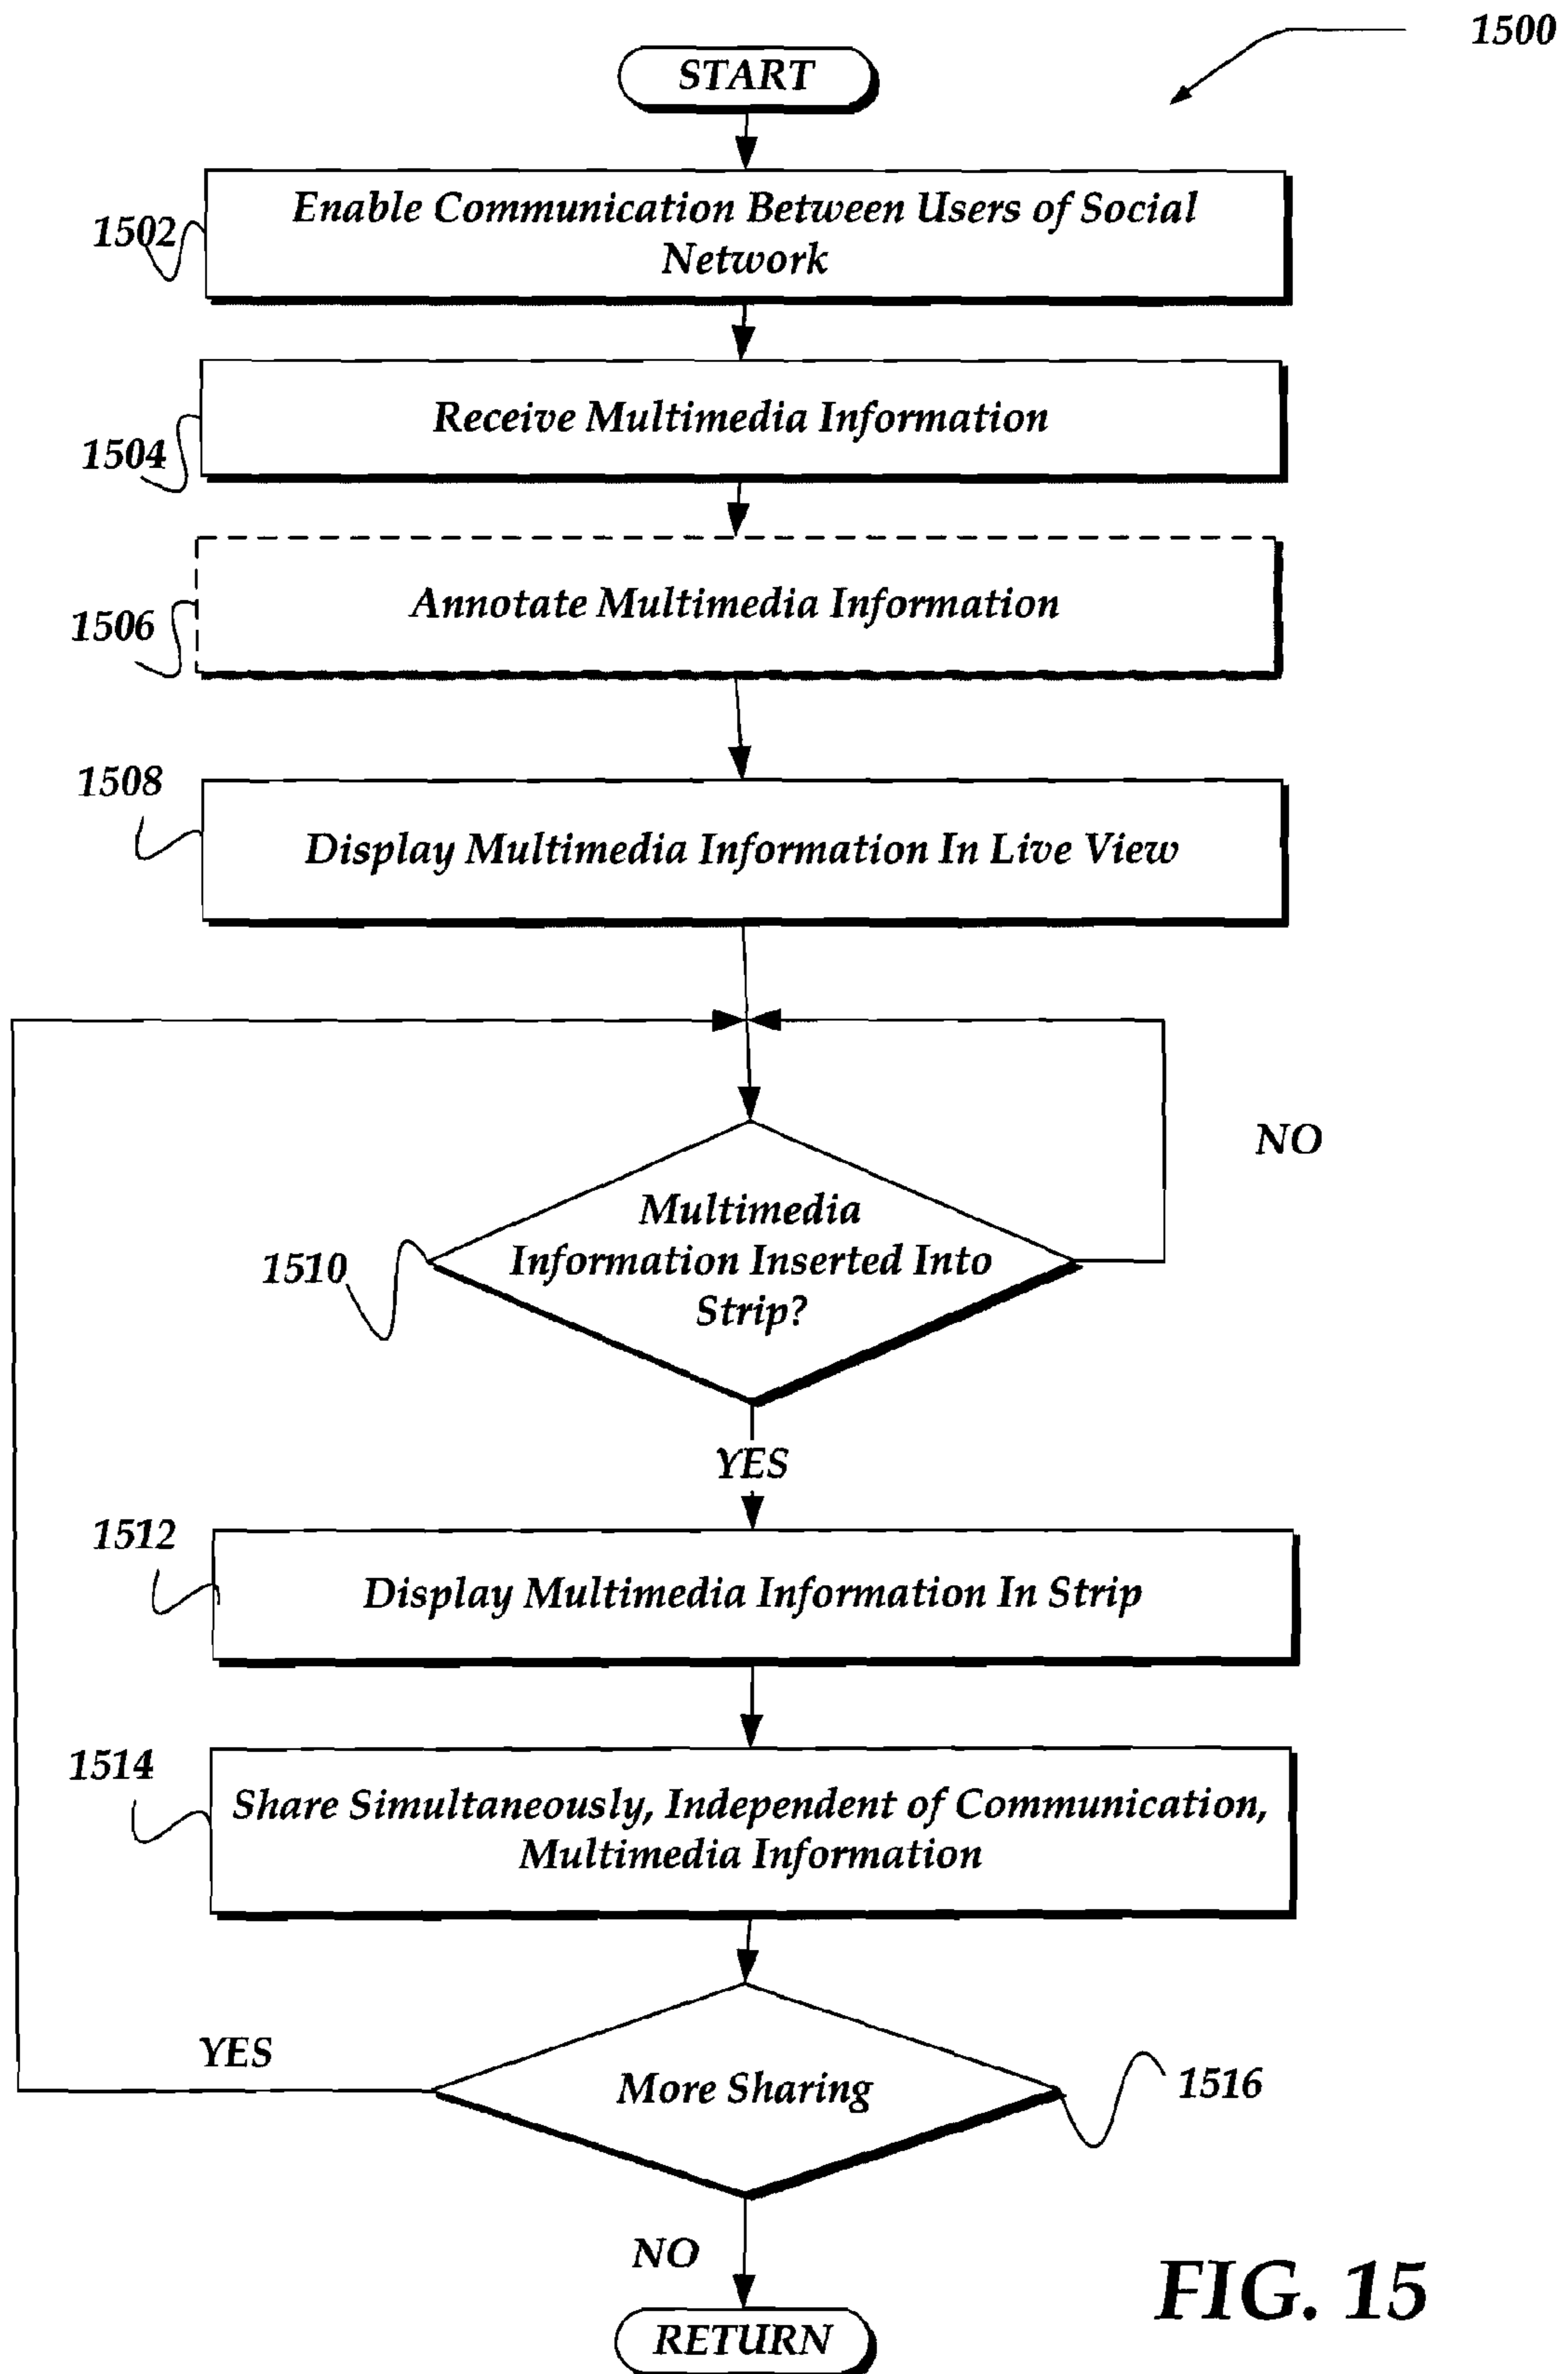 1500
START
1502
Enable Communication Between Users of Social
Network
1504
Receive Multimedia Information
1506
Annotate Multimedia Information
1508
Display Multimedia Information In Live View
NO
1510
Multimedia
Information Inserted Into
Strip?
YES
1512
Display Multimedia Information In Strip
1514
Share Simultaneously, Independent of Communication,
Multimedia Information
YES
More Sharing
1516
NO
RETURN
FIG. 15